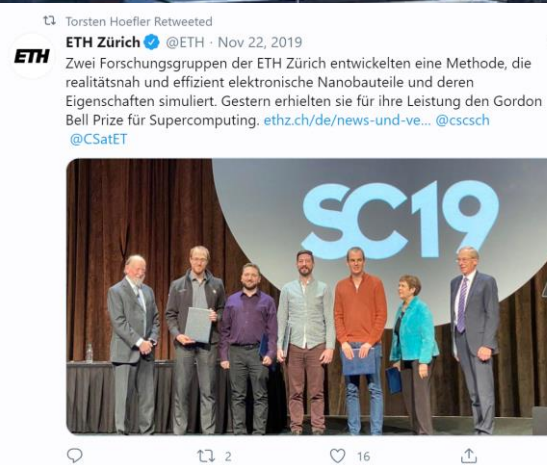 Torsten Hoefler Retweeted
ETH Zürich @ETH · Nov 22, 2019
ETH
Zwei Forschungsgruppen der ETH Zürich entwickelten eine Methode, die
realitätsnah und effizient elektronische Nanobauteile und deren
Eigenschaften simuliert. Gestern erhielten sie für ihre Leistung den Gordon
Bell Prize für Supercomputing. ethz.ch/de/news-und-ve... @cscsch
@CSatET
SC19
2
16